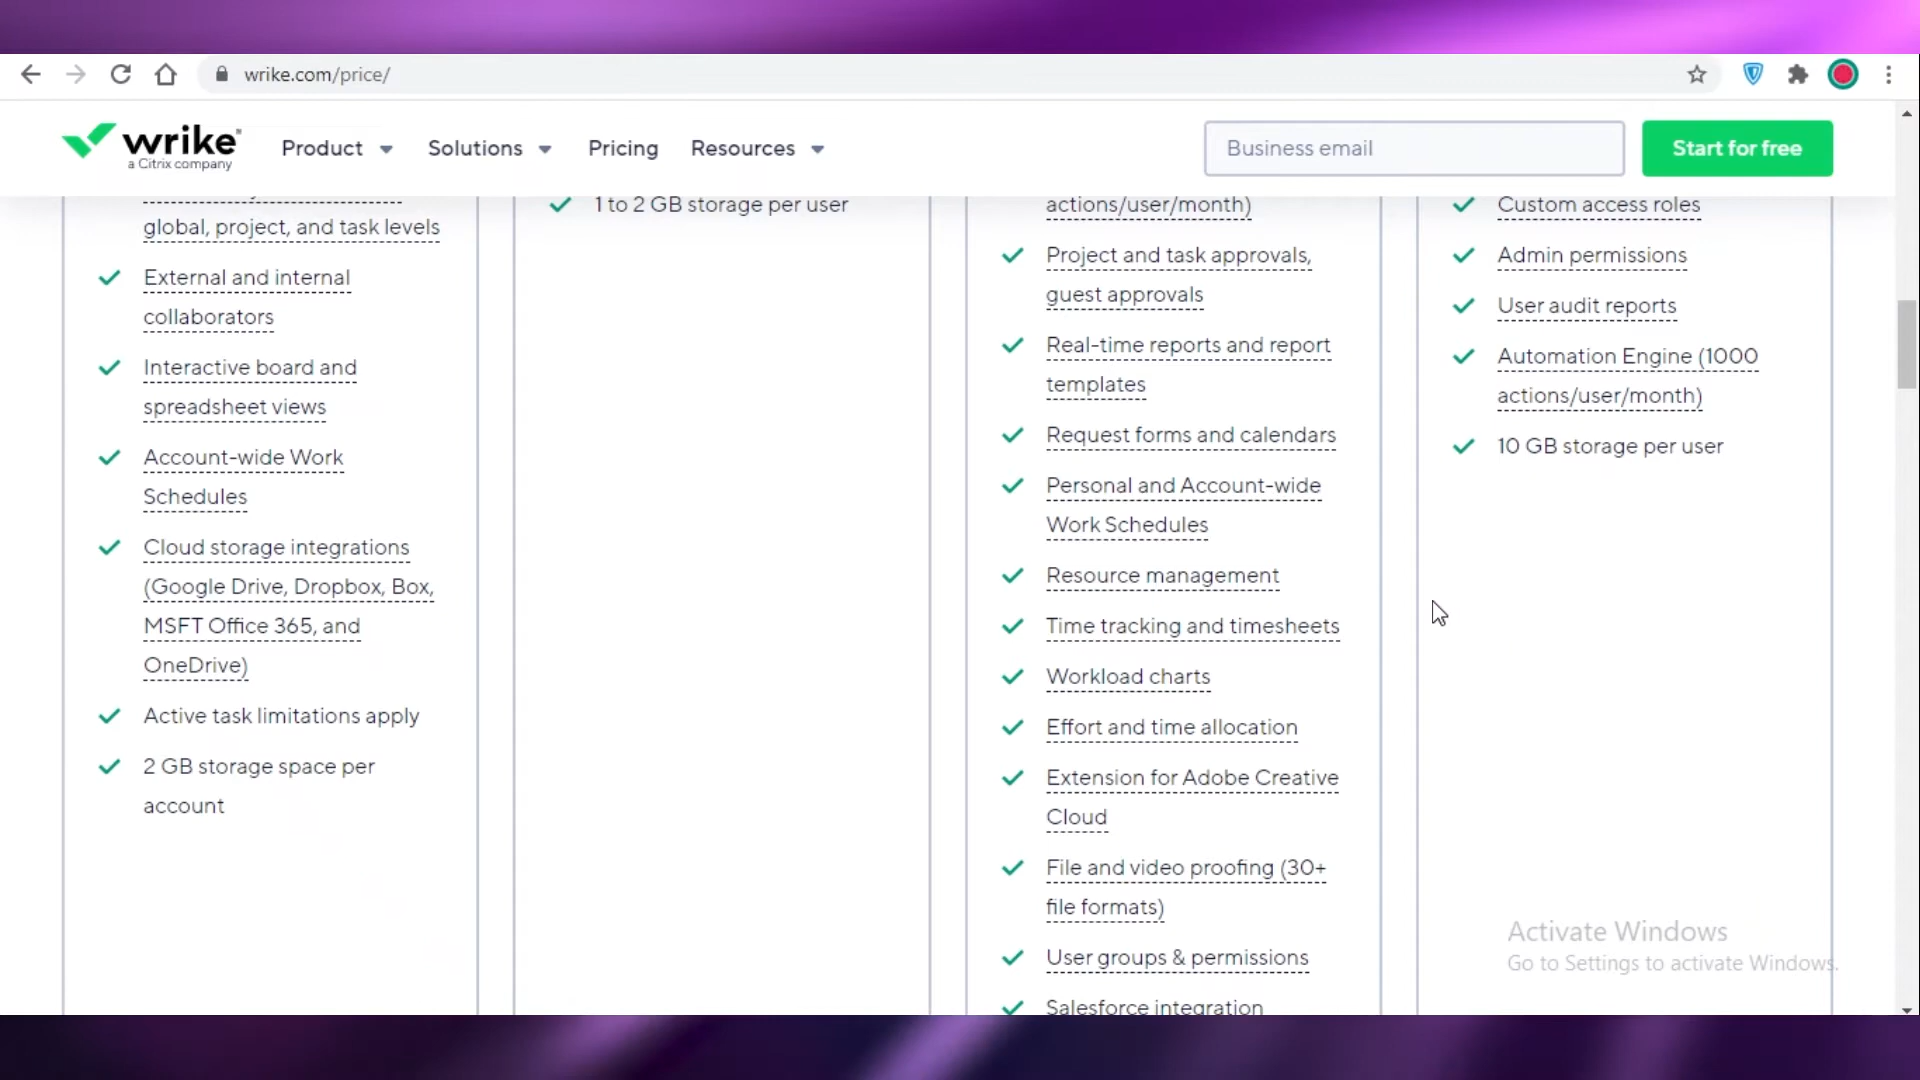 wrike.com/price/
wrike
a Citrix company
Product
Solutions
Pricing
Resources
Business email
Start for free
global, project, and task levels
External and internal
collaborators
Interactive board and
spreadsheet views
Account-wide Work
Schedules
Cloud storage integrations
(Google Drive, Dropbox, Box,
MSFT Office 365, and
OneDrive)
Active task limitations apply
2 GB storage space per
account
1 to 2 GB storage per user
actions/user/month)
Project and task approvals,
guest approvals
Real-time reports and report
templates
Request forms and calendars
Personal and Account-wide
Work Schedules
Resource management
Time tracking and timesheets
Workload charts
Effort and time allocation
Extension for Adobe Creative
Cloud
File and video proofing (30+
file formats)
User groups & permissions
Salesforce integration
Custom access roles
Admin permissions
User audit reports
Automation Engine (1000
actions/user/month)
10 GB storage per user
Activate Windows
Go to Settings to activate Windows.